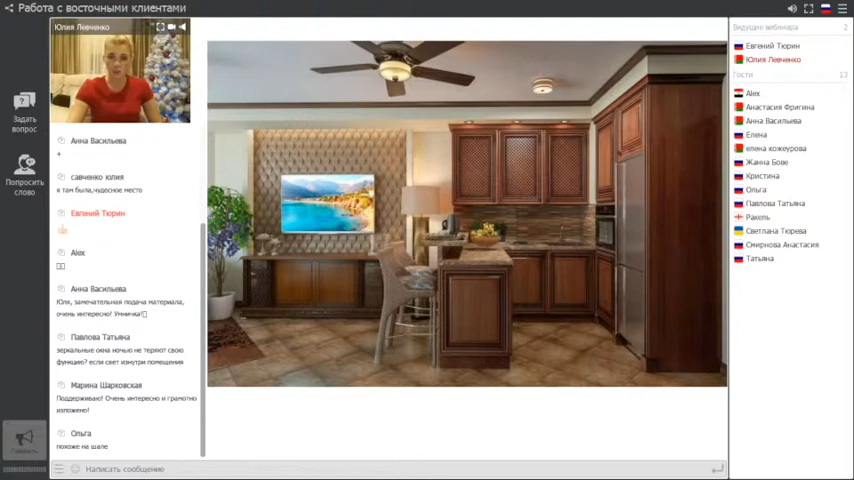 Работа с восточными клиентами
Юлия Левченко
Задать
вопрос
Попросить
слово
Анна Васильева
+
савченко юлия
я там была,чудесное место
Евгений Тюрин
Alex
Анна Васильева
Юля, замечательная подача материала,
очень интересно! Умничка!
Павлова Татьяна
зеркальные окна ночью не теряют свою
функцию? если свет изнутри помещения
Марина Шарковская
Поддерживаю! Очень интересно и грамотно
изложено!
Ольга
похоже на шале
Написать сообщение
Ведущие вебинара 2
Евгений Тюрин
Юлия Левченко
Гости 13
Alex
Анастасия Фригина
Анна Васильева
Елена
елена кожеурова
Жанна Бове
Кристина
Ольга
Павлова Татьяна
Ракель
Светлана Тюрева
Смирнова Анастасия
Татьяна